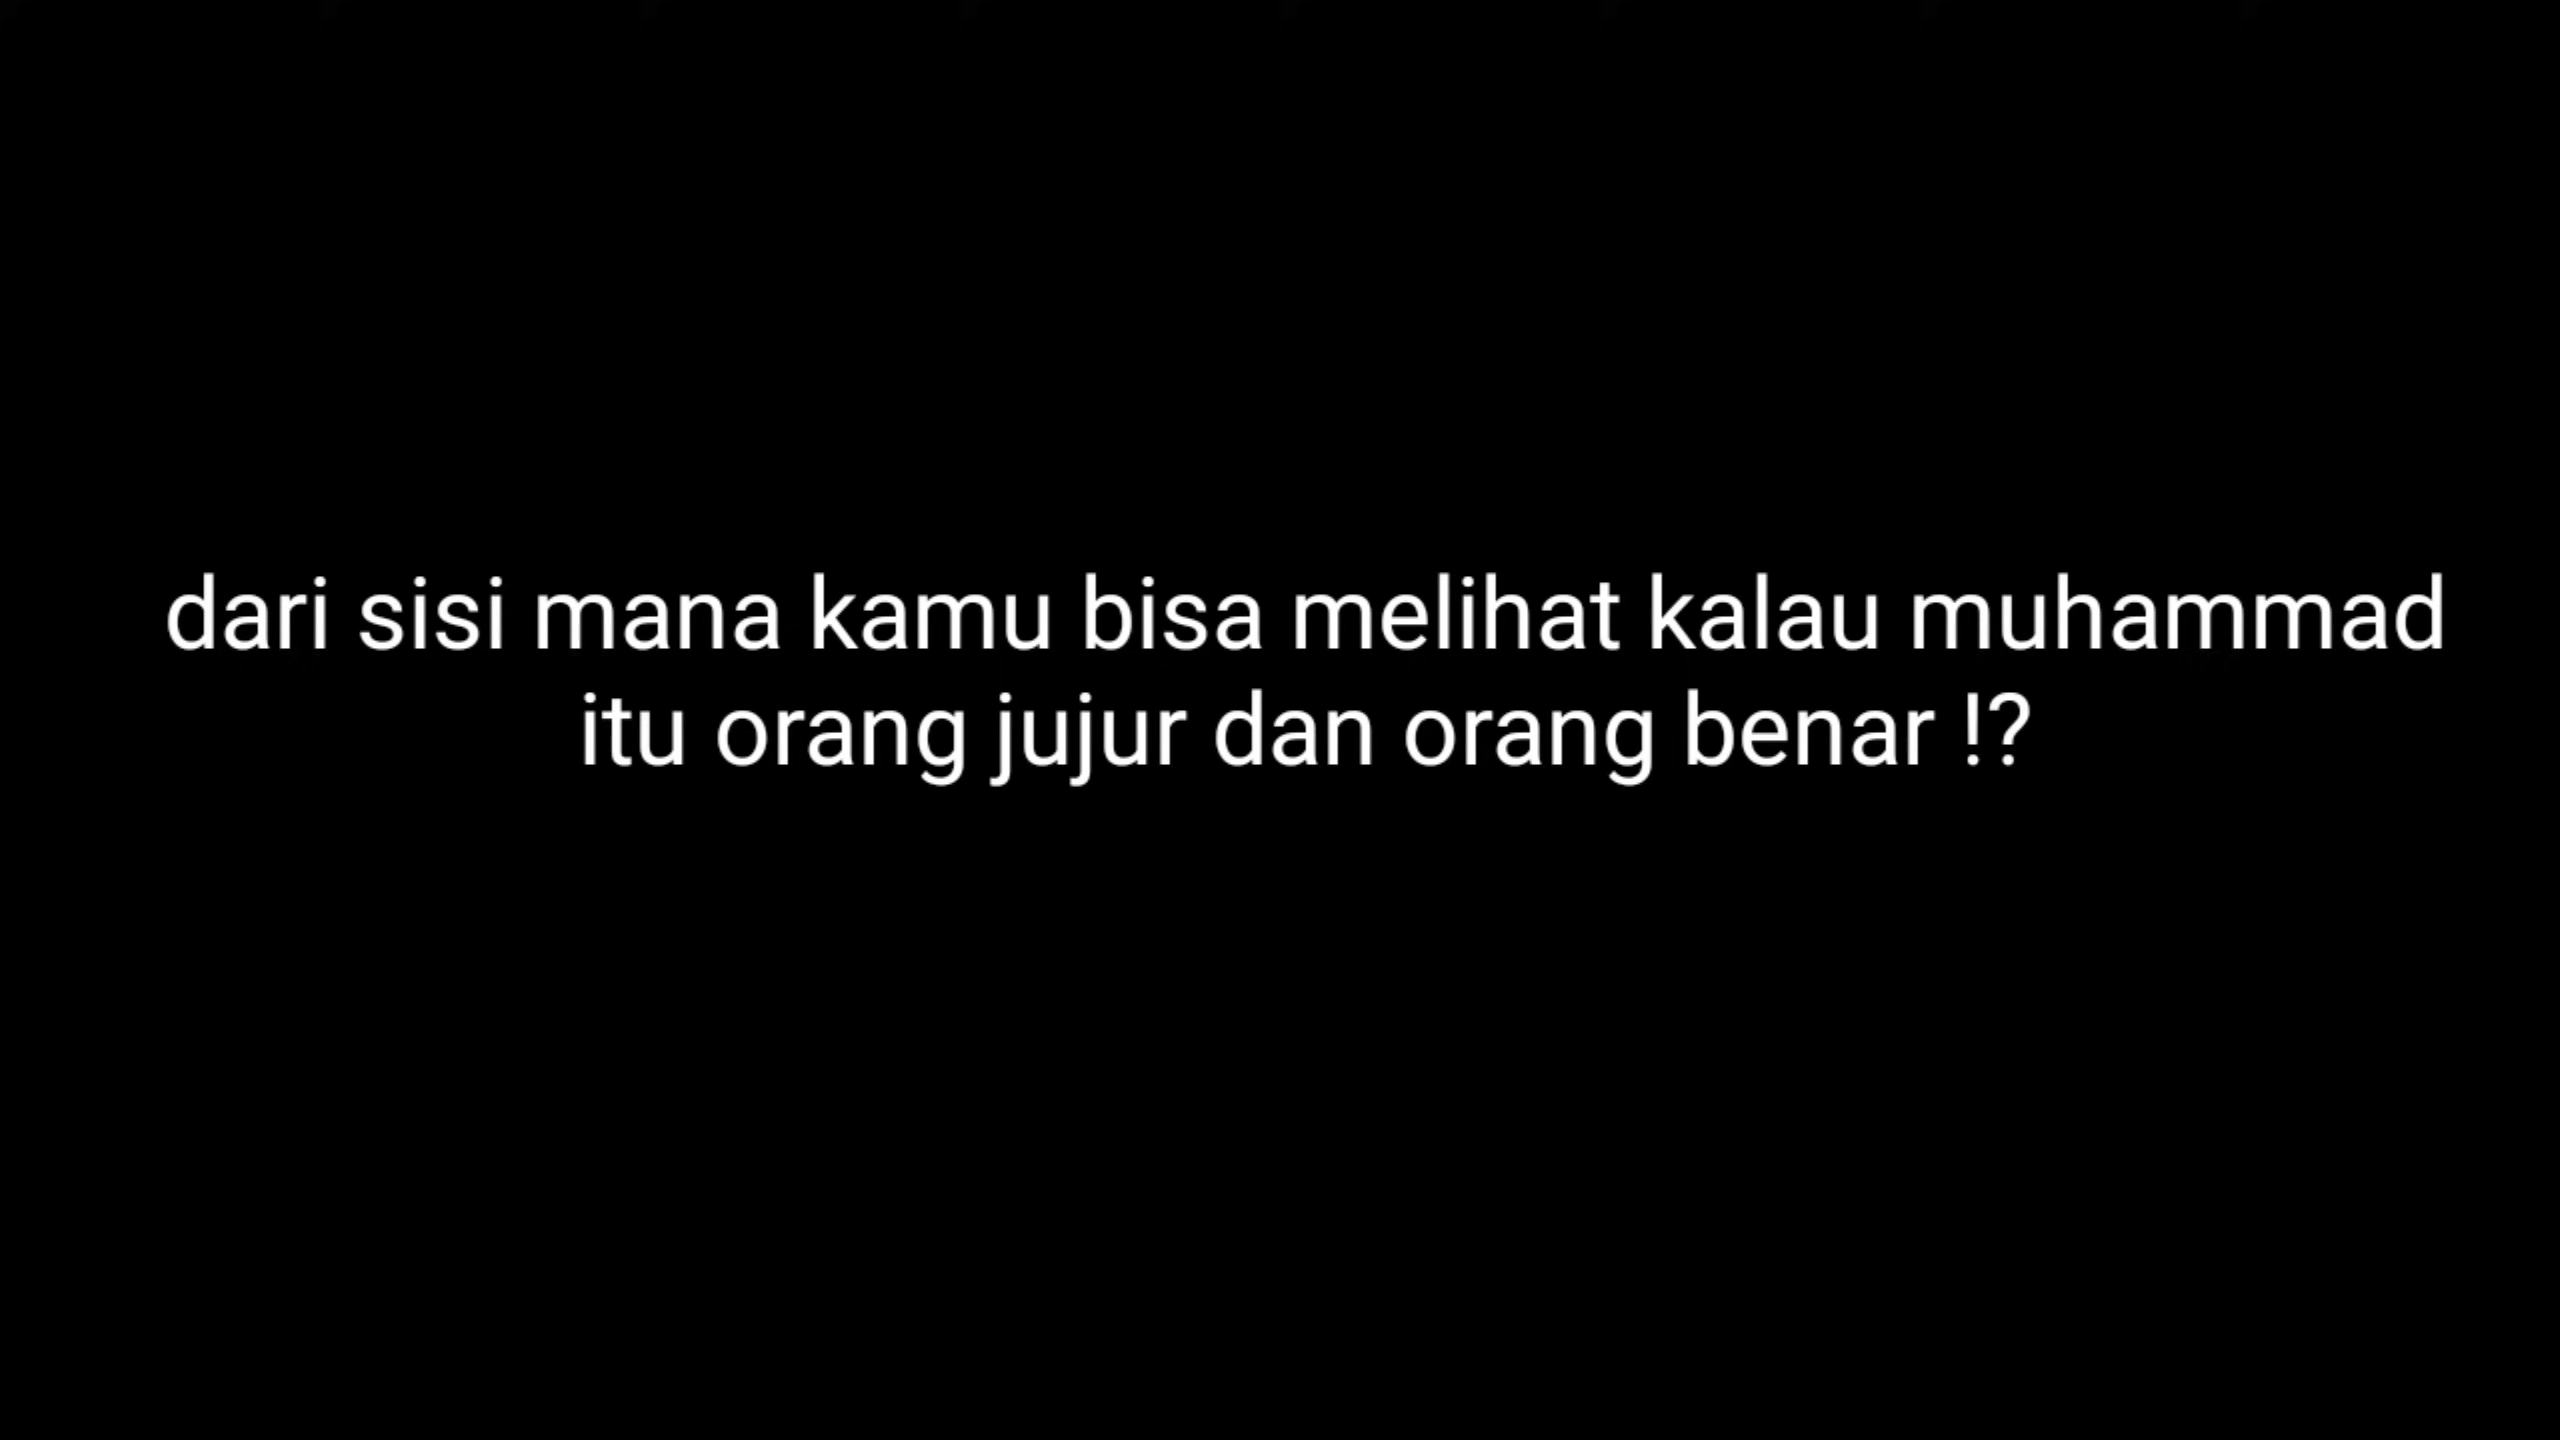 dari sisi mana kamu bisa melihat kalau muhammad
itu orang jujur dan orang benar !?